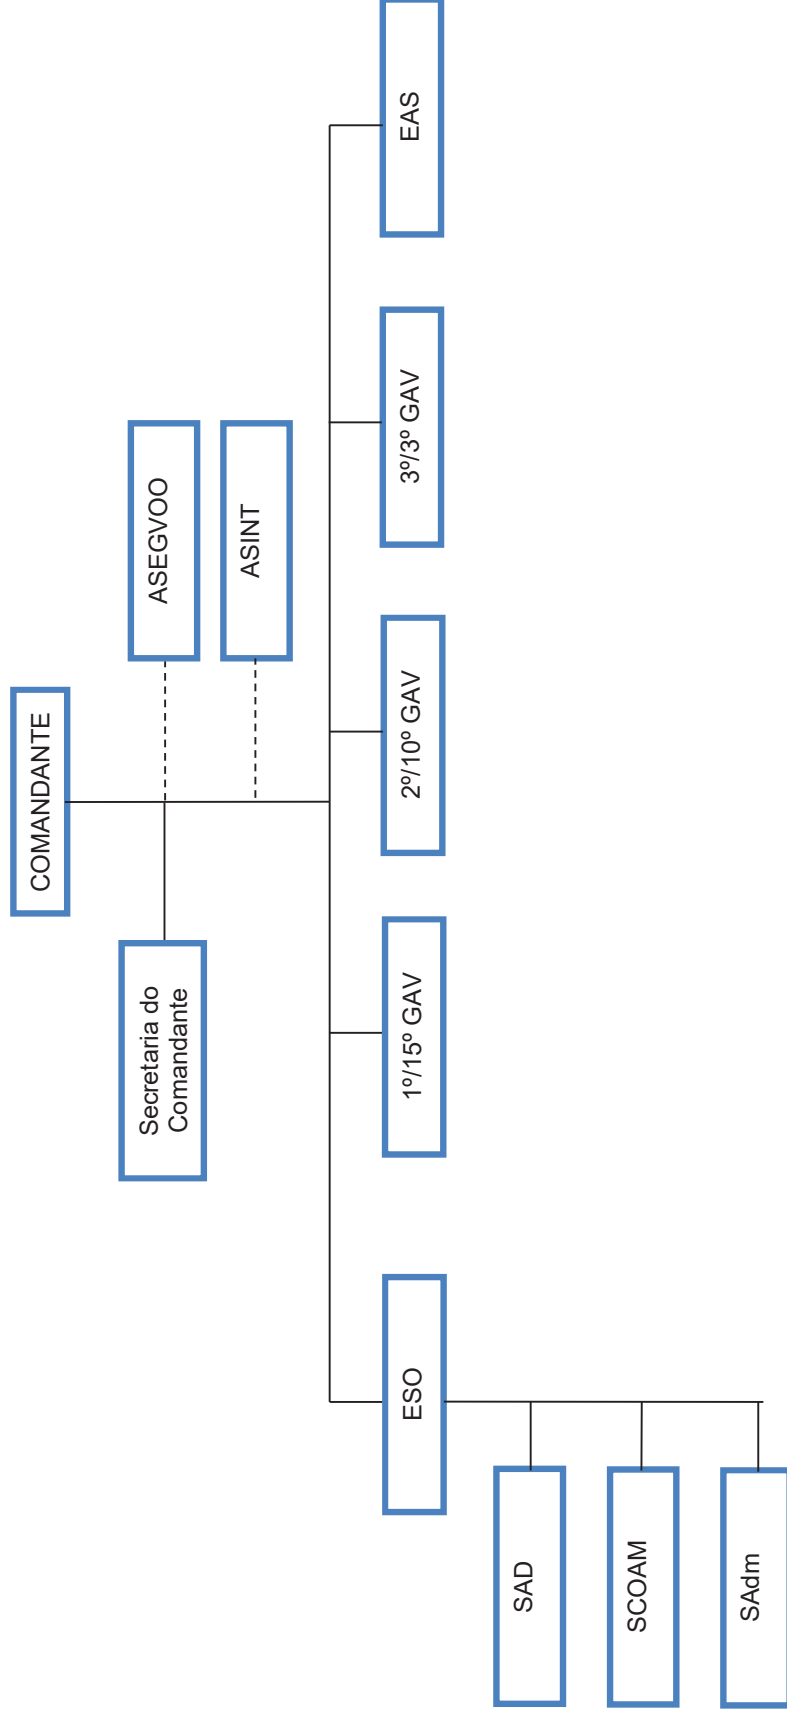 COMANDANTE
Secretaria do
Comandante
ASEGVOO
ASINT
ESO
1º/15º GAV
2º/10º GAV
3º/3º GAV
EAS
SAD
SCOAM
SAdm